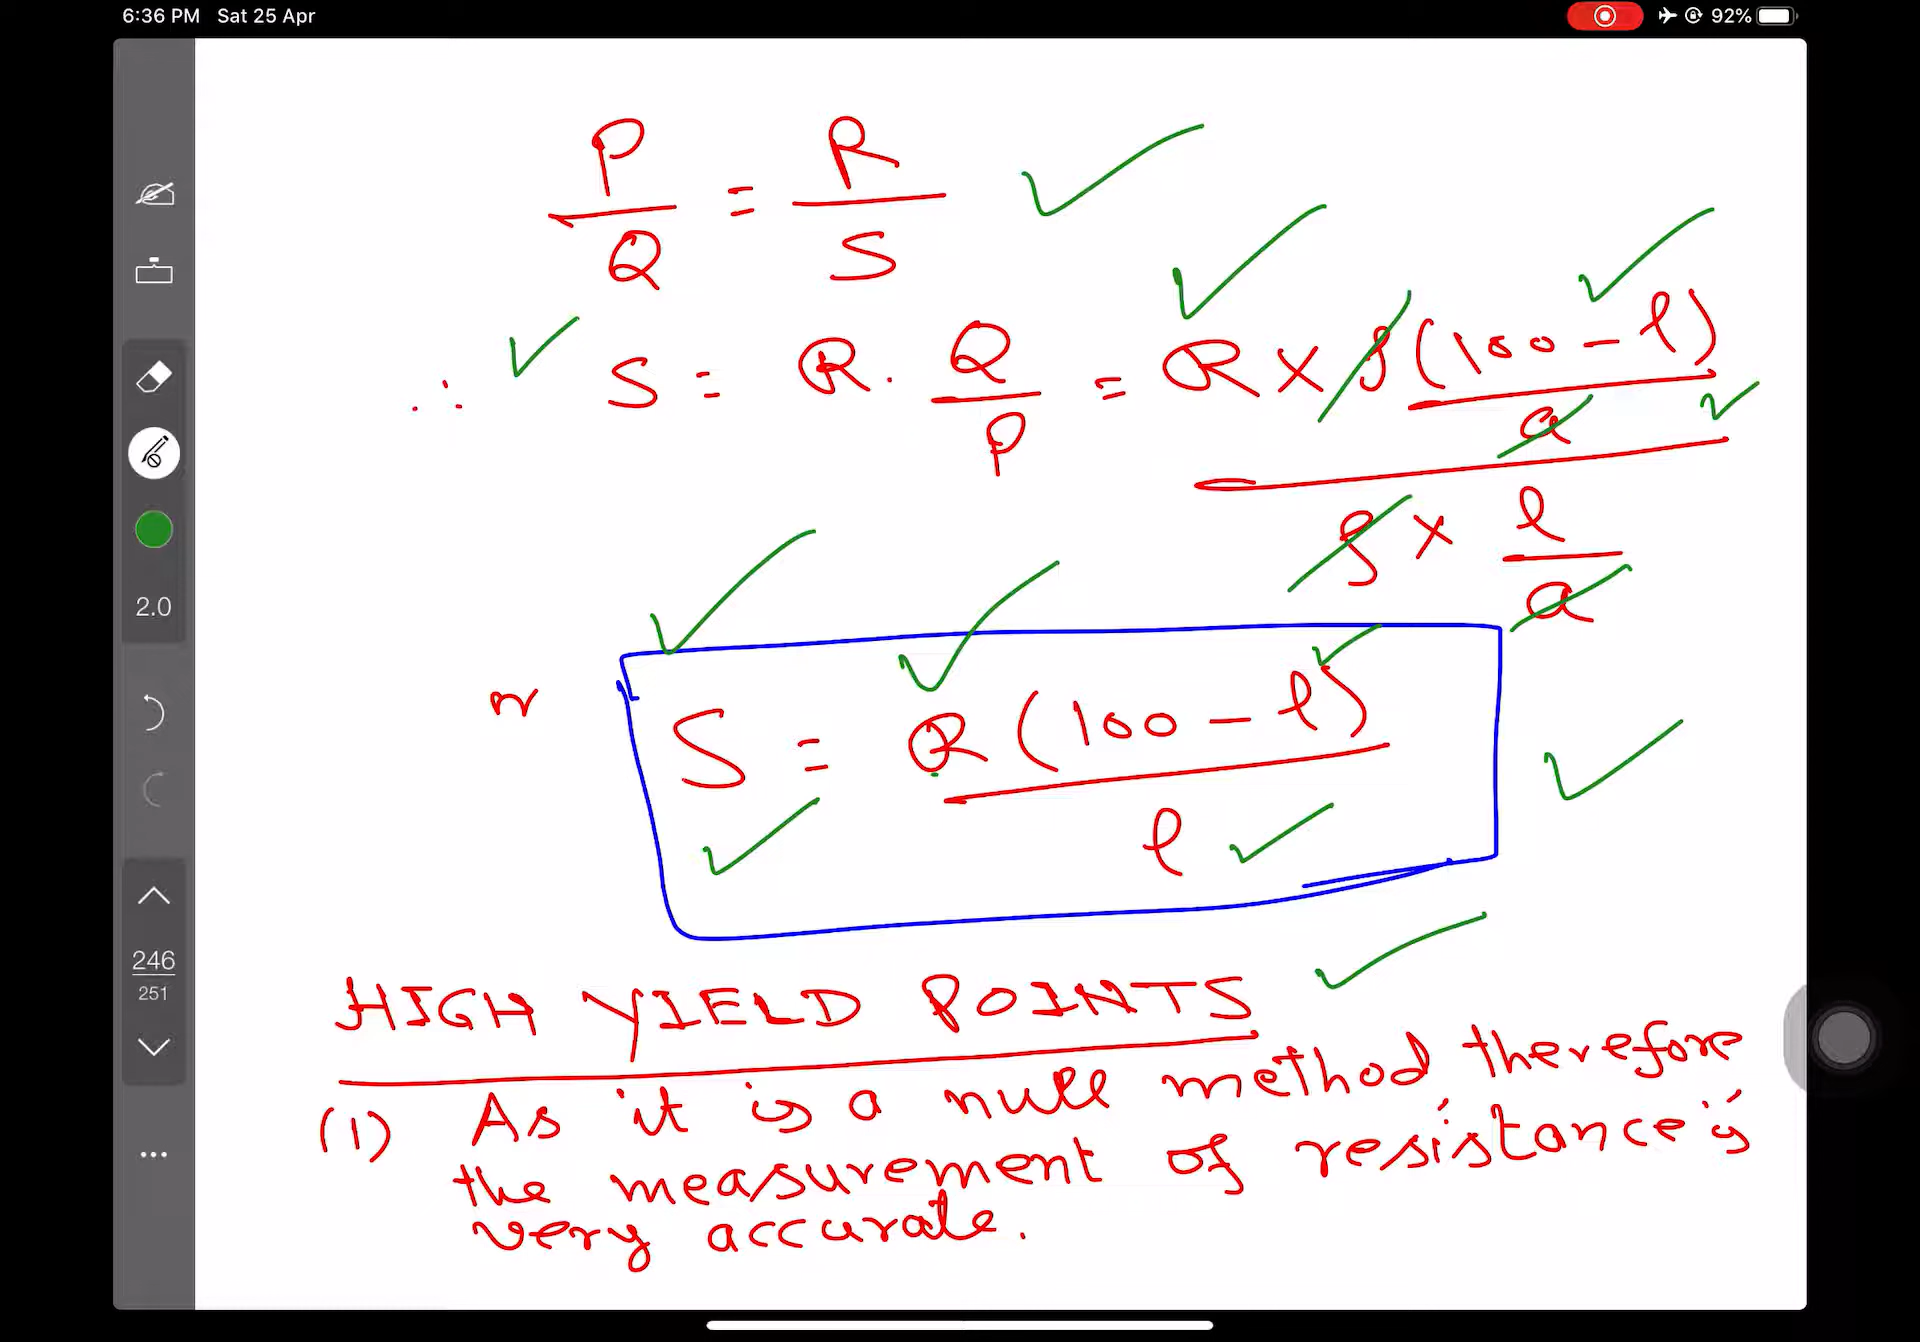 6:36 PM Sat 25 Apr
92%
P/Q = R/S
∴ S = R . Q/P = R × ρ(100 - l)/a
ρ × l/a
S = R(100 - l)/l
2.0
246
251
HIGH YIELD POINTS
(1) As it is a null method therefore
the measurement of resistance is
very accurate.